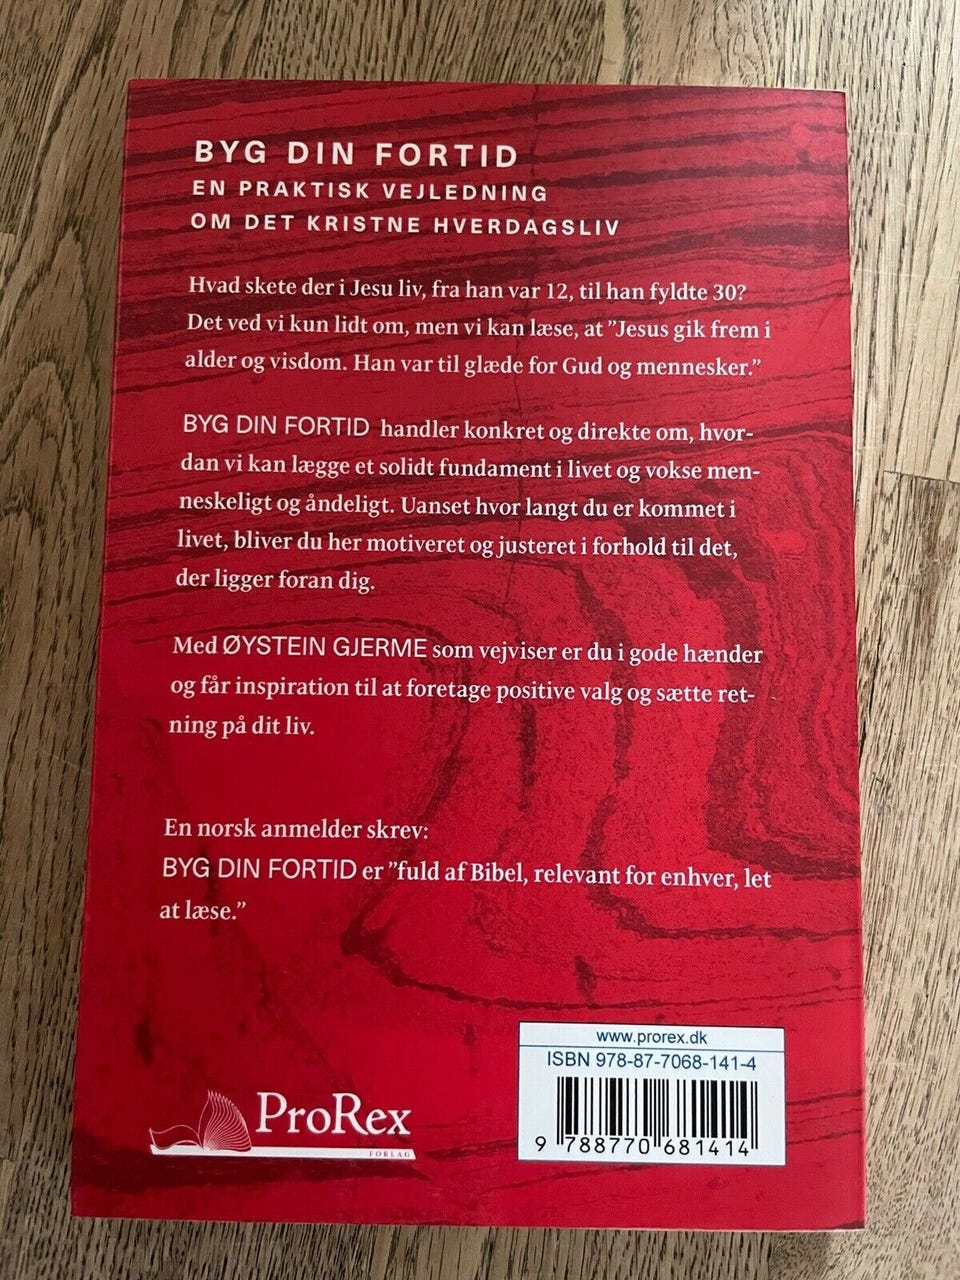 BYG DIN FORTID
EN PRAKTISK VEJLEDNING
OM DET KRISTNE HVERDAGSLIV
Hvad skete der i Jesu liv, fra han var 12, til han fyldte 30?
Det ved vi kun lidt om, men vi kan læse, at ”Jesus gik frem i
alder og visdom. Han var til glæde for Gud og mennesker.”
BYG DIN FORTID handler konkret og direkte om, hvor-
dan vi kan lægge et solidt fundament i livet og vokse men-
neskeligt og åndeligt. Uanset hvor langt du er kommet i
livet, bliver du her motiveret og justeret i forhold til det,
der ligger foran dig.
Med ØYSTEIN GJERME som vejviser er du i gode hænder
og får inspiration til at foretage positive valg og sætte ret-
ning på dit liv.
En norsk anmelder skrev:
BYG DIN FORTID er ”fuld af Bibel, relevant for enhver, let
at læse.”
www.prorex.dk
ISBN 978-87-7068-141-4
9 788770 681414
ProRex
FORLAG